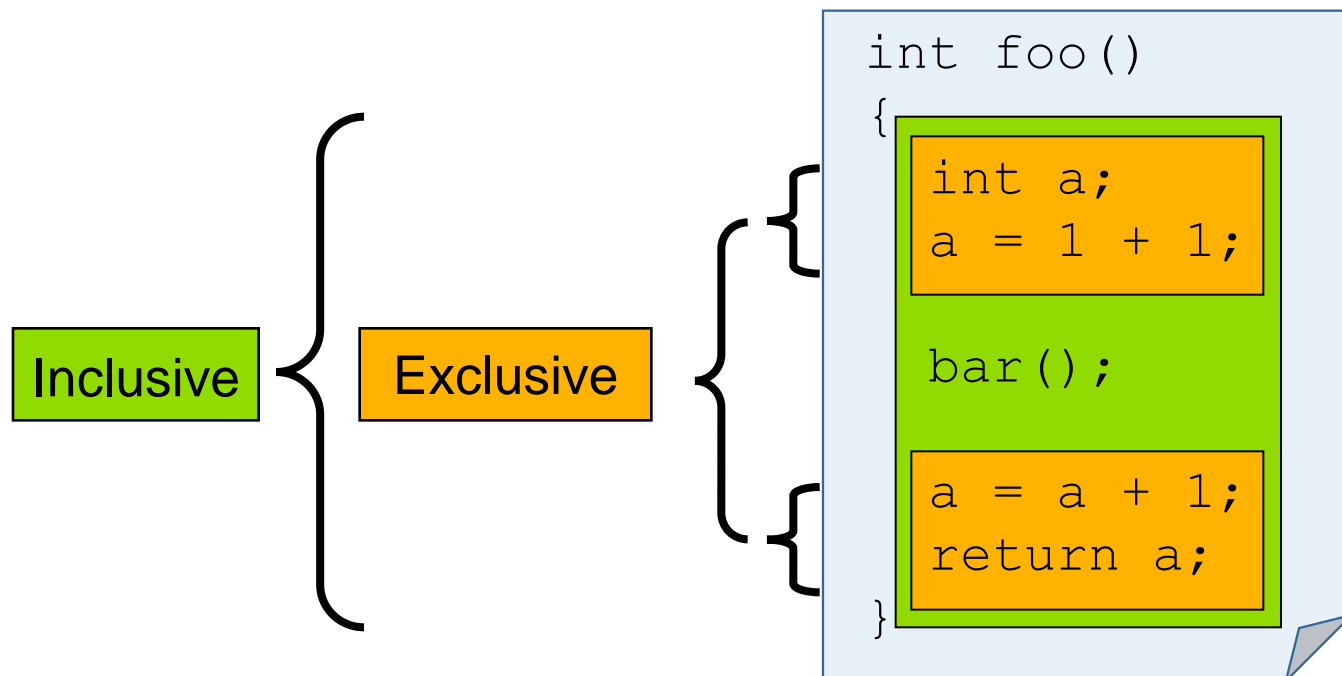 int foo()
{
int a;
a = 1 + 1;
Inclusive
Exclusive
bar();
a = a + 1;
return a;
}